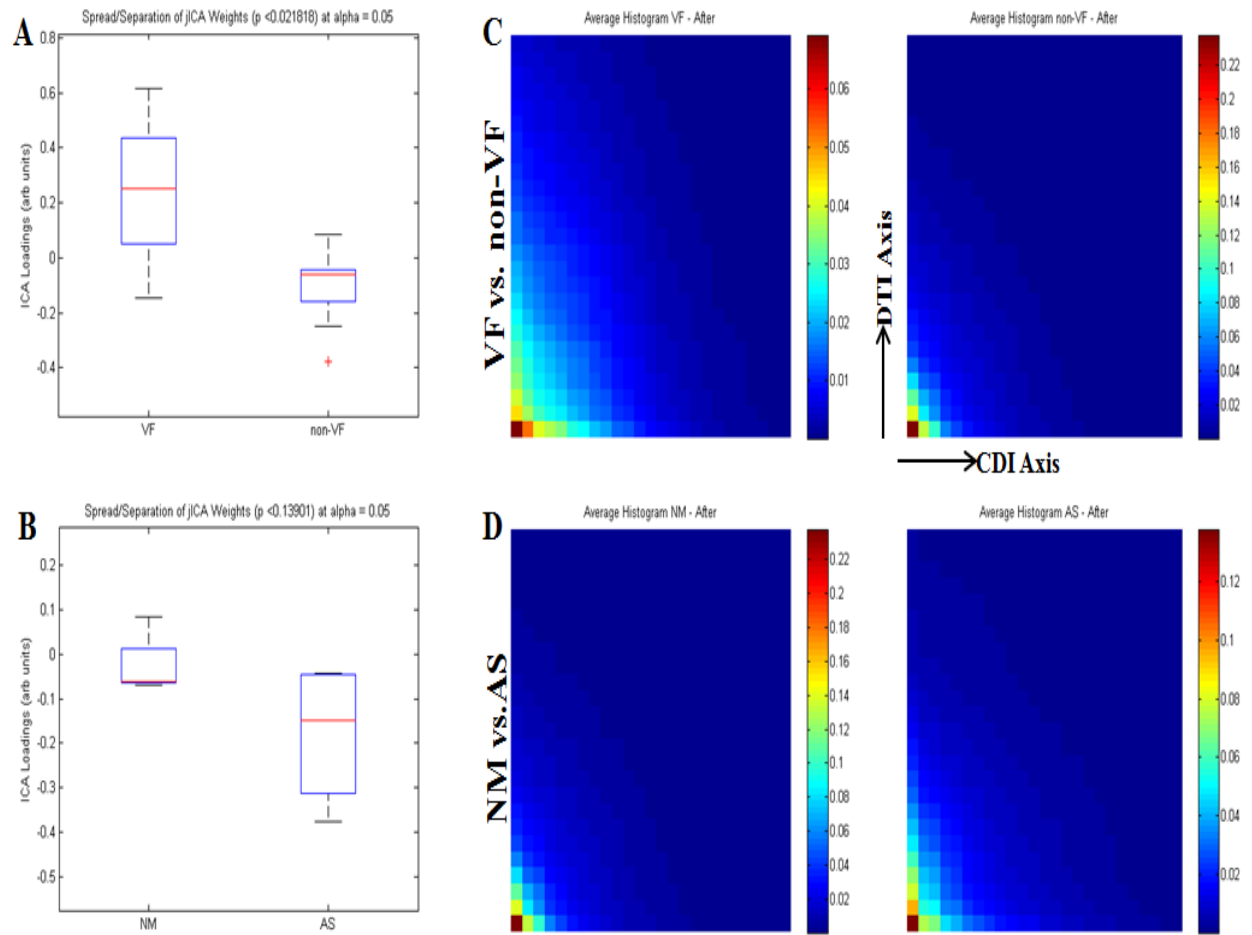 A
Spread/Separation of jICA Weights (p <0.021818) at alpha = 0.05
ICA Loadings (arb units)
0.8
0.6
0.4
0.2
0
-0.2
-0.4
VF
non-VF
C
VF vs. non-VF
Average Histogram VF - After
0.06
0.05
0.04
0.03
0.02
0.01
Average Histogram non-VF - After
0.22
0.2
0.18
0.16
0.14
0.12
0.1
0.08
0.06
0.04
0.02
DTI Axis
CDI Axis
B
Spread/Separation of jICA Weights (p <0.13901) at alpha = 0.05
ICA Loadings (arb units)
0.2
0.1
0
-0.1
-0.2
-0.3
-0.4
-0.5
NM
AS
D
NM vs. AS
Average Histogram NM - After
0.22
0.2
0.18
0.16
0.14
0.12
0.1
0.08
0.06
0.04
0.02
Average Histogram AS - After
0.12
0.1
0.08
0.06
0.04
0.02